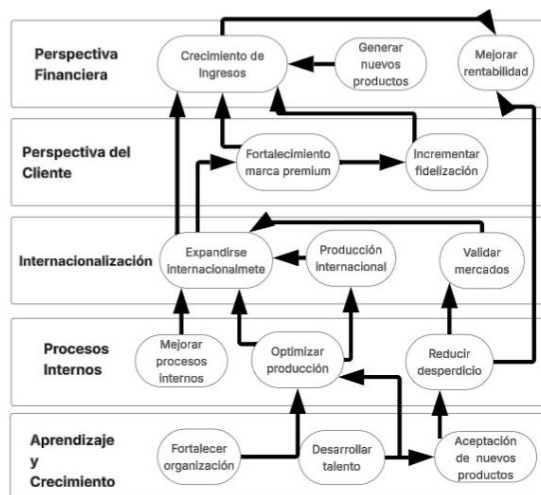 Perspectiva
Financiera
Crecimiento de
Ingresos
Generar
nuevos
productos
Mejorar
rentabilidad
Perspectiva del
Cliente
Fortalecimiento
marca premium
Incrementar
fidelización
Internacionalización
Expandirse
internacionalmete
Producción
internacional
Validar
mercados
Procesos
Internos
Mejorar
procesos
internos
Optimizar
producción
Reducir
desperdicio
Aprendizaje
y
Crecimiento
Fortalecer
organización
Desarrollar
talento
Aceptación
de nuevos
productos